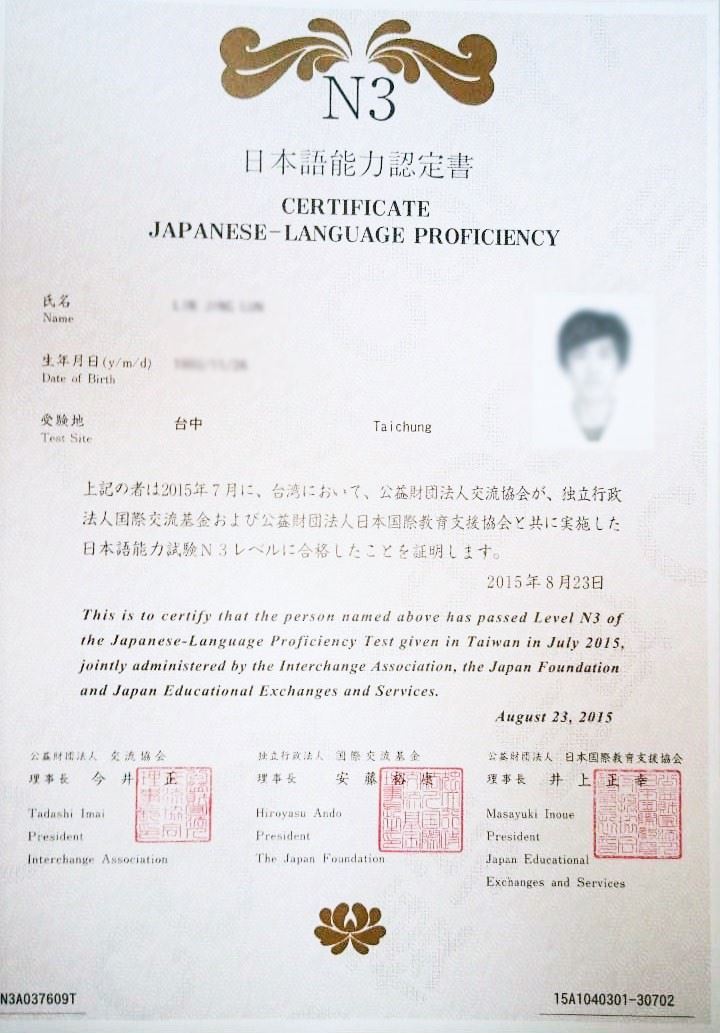 N3
日本語能力認定書
CERTIFICATE
JAPANESE-LANGUAGE PROFICIENCY
氏名
Name
生年月日(y/m/d)
Date of Birth
受験地
Test Site
台中 Taichung
上記の者は2015年7月に、台湾において、公益財団法人交流協会が、独立行政
法人国際交流基金および公益財団法人日本国際教育支援協会と共に実施した
日本語能力試験N3レベルに合格したことを証明します。
2015年8月23日
This is to certify that the person named above has passed Level N3 of
the Japanese-Language Proficiency Test given in Taiwan in July 2015,
jointly administered by the Interchange Association, the Japan Foundation
and Japan Educational Exchanges and Services.
August 23, 2015
公益財団法人 交流協会
理事長 今井 正
Tadashi Imai
President
Interchange Association
独立行政法人 国際交流基金
理事長 安藤裕康
Hiroyasu Ando
President
The Japan Foundation
公益財団法人 日本国際教育支援協会
理事長 井上正幸
Masayuki Inoue
President
Japan Educational
Exchanges and Services
N3A037609T
15A1040301-30702